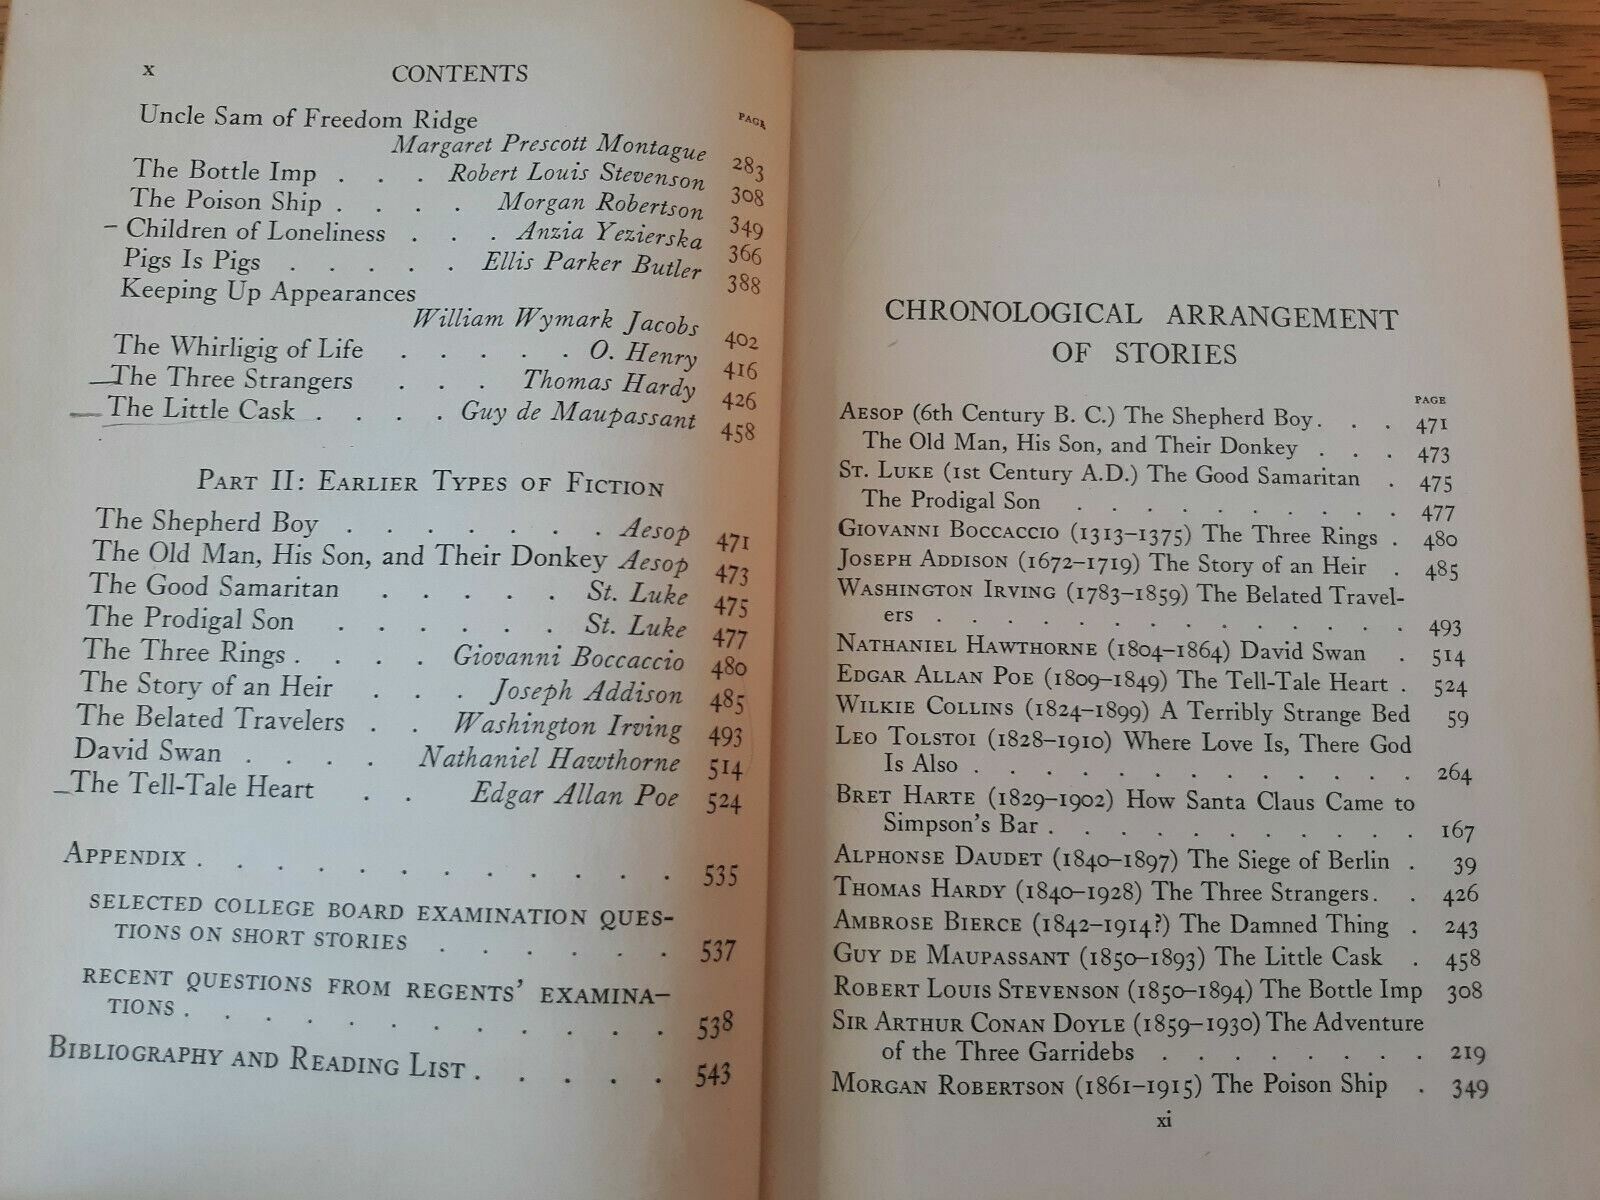 x CONTENTS
PAGE
Uncle Sam of Freedom Ridge
Margaret Prescott Montague 283
The Bottle Imp . . . Robert Louis Stevenson 308
The Poison Ship . . . . Morgan Robertson 349
Children of Loneliness . . . Anzia Yezierska 366
Pigs Is Pigs . . . . . Ellis Parker Butler 388
Keeping Up Appearances
William Wymark Jacobs 402
The Whirligig of Life . . . . . O. Henry 416
The Three Strangers . . . Thomas Hardy 426
The Little Cask . . . . Guy de Maupassant 458
PART II: EARLIER TYPES OF FICTION
The Shepherd Boy . . . . . . . Aesop 471
The Old Man, His Son, and Their Donkey Aesop 473
The Good Samaritan . . . . . St. Luke 475
The Prodigal Son . . . . . . St. Luke 477
The Three Rings . . . . Giovanni Boccaccio 480
The Story of an Heir . . . Joseph Addison 485
The Belated Travelers . . Washington Irving 493
David Swan . . . . Nathaniel Hawthorne 514
The Tell-Tale Heart . . Edgar Allan Poe 524
APPENDIX . . . . . . . . . . . . 535
SELECTED COLLEGE BOARD EXAMINATION QUES-
TIONS ON SHORT STORIES . . . . . . 537
RECENT QUESTIONS FROM REGENTS' EXAMINA-
TIONS . . . . . . . . . . . . 538
BIBLIOGRAPHY AND READING LIST . . . . . 543
CHRONOLOGICAL ARRANGEMENT
OF STORIES
PAGE
AESOP (6th Century B. C.) The Shepherd Boy . . . 471
The Old Man, His Son, and Their Donkey . . . 473
ST. LUKE (1st Century A.D.) The Good Samaritan . 475
The Prodigal Son . . . . . . . . . . 477
GIOVANNI BOCCACCIO (1313–1375) The Three Rings . 480
JOSEPH ADDISON (1672–1719) The Story of an Heir . 485
WASHINGTON IRVING (1783–1859) The Belated Travel-
ers . . . . . . . . . . . . . . 493
NATHANIEL HAWTHORNE (1804–1864) David Swan . 514
EDGAR ALLAN POE (1809–1849) The Tell-Tale Heart . 524
WILKIE COLLINS (1824–1899) A Terribly Strange Bed 59
LEO TOLSTOI (1828–1910) Where Love Is, There God
Is Also . . . . . . . . . . . . . 264
BRET HARTE (1829–1902) How Santa Claus Came to
Simpson's Bar . . . . . . . . . . . 167
ALPHONSE DAUDET (1840–1897) The Siege of Berlin . 39
THOMAS HARDY (1840–1928) The Three Strangers . . 426
AMBROSE BIERCE (1842–1914?) The Damned Thing . 243
GUY DE MAUPASSANT (1850–1893) The Little Cask . 458
ROBERT LOUIS STEVENSON (1850–1894) The Bottle Imp 308
SIR ARTHUR CONAN DOYLE (1859–1930) The Adventure
of the Three Garridebs . . . . . . . . 219
MORGAN ROBERTSON (1861–1915) The Poison Ship . 349
xi